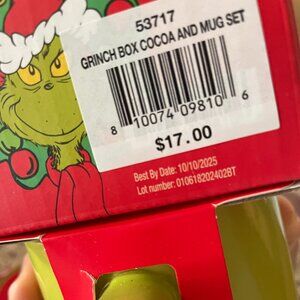 53717
GRINCH BOX COCOA AND MUG SET
8 10074 09810 6
$17.00
Best By Date: 10/10/2025
Lot number: 010618202402BT